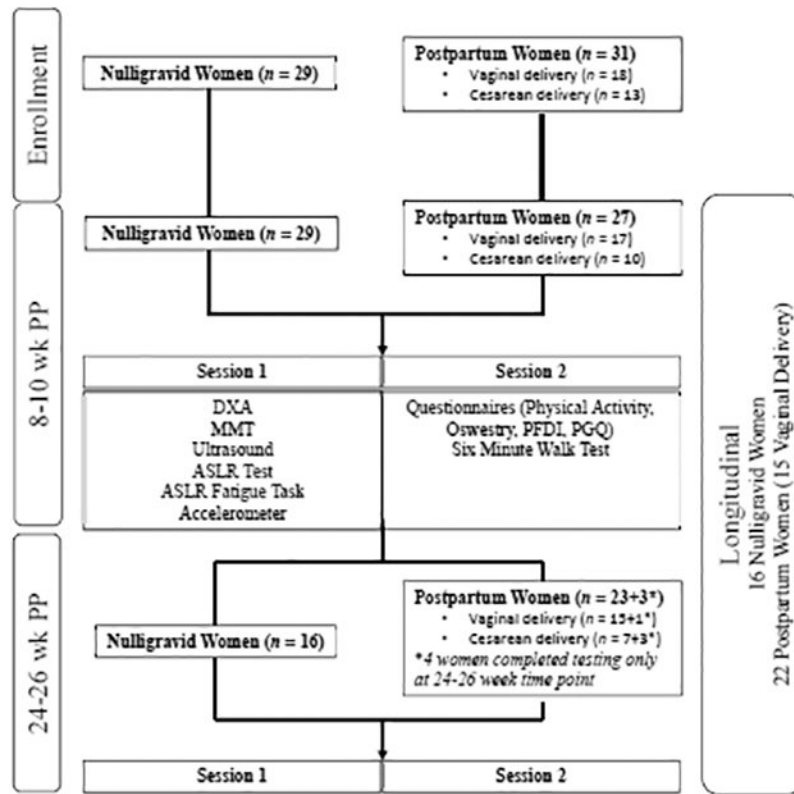 Enrollment
Nulligravid Women (n = 29)
Postpartum Women (n = 31)
• Vaginal delivery (n = 18)
• Cesarean delivery (n = 13)
8-10 wk PP
Nulligravid Women (n = 29)
Postpartum Women (n = 27)
• Vaginal delivery (n = 17)
• Cesarean delivery (n = 10)
Session 1
Session 2
DXA
MMT
Ultrasound
ASLR Test
ASLR Fatigue Task
Accelerometer
Questionnaires (Physical Activity,
Oswestry, PFDI, PGQ)
Six Minute Walk Test
24-26 wk PP
Nulligravid Women (n = 16)
Postpartum Women (n = 23+3*)
• Vaginal delivery (n = 15+1*)
• Cesarean delivery (n = 7+3*)
*4 women completed testing only
at 24-26 week time point
Session 1
Session 2
Longitudinal
16 Nulligravid Women
22 Postpartum Women (15 Vaginal Delivery)